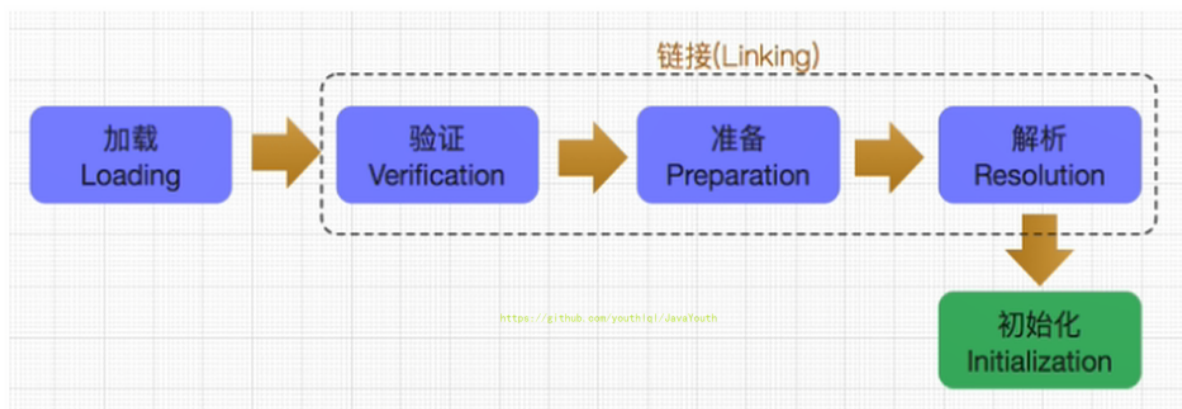 链接(Linking)
加载
Loading
验证
Verification
准备
Preparation
解析
Resolution
https://github.com/youthlql/JavaYouth
初始化
Initialization